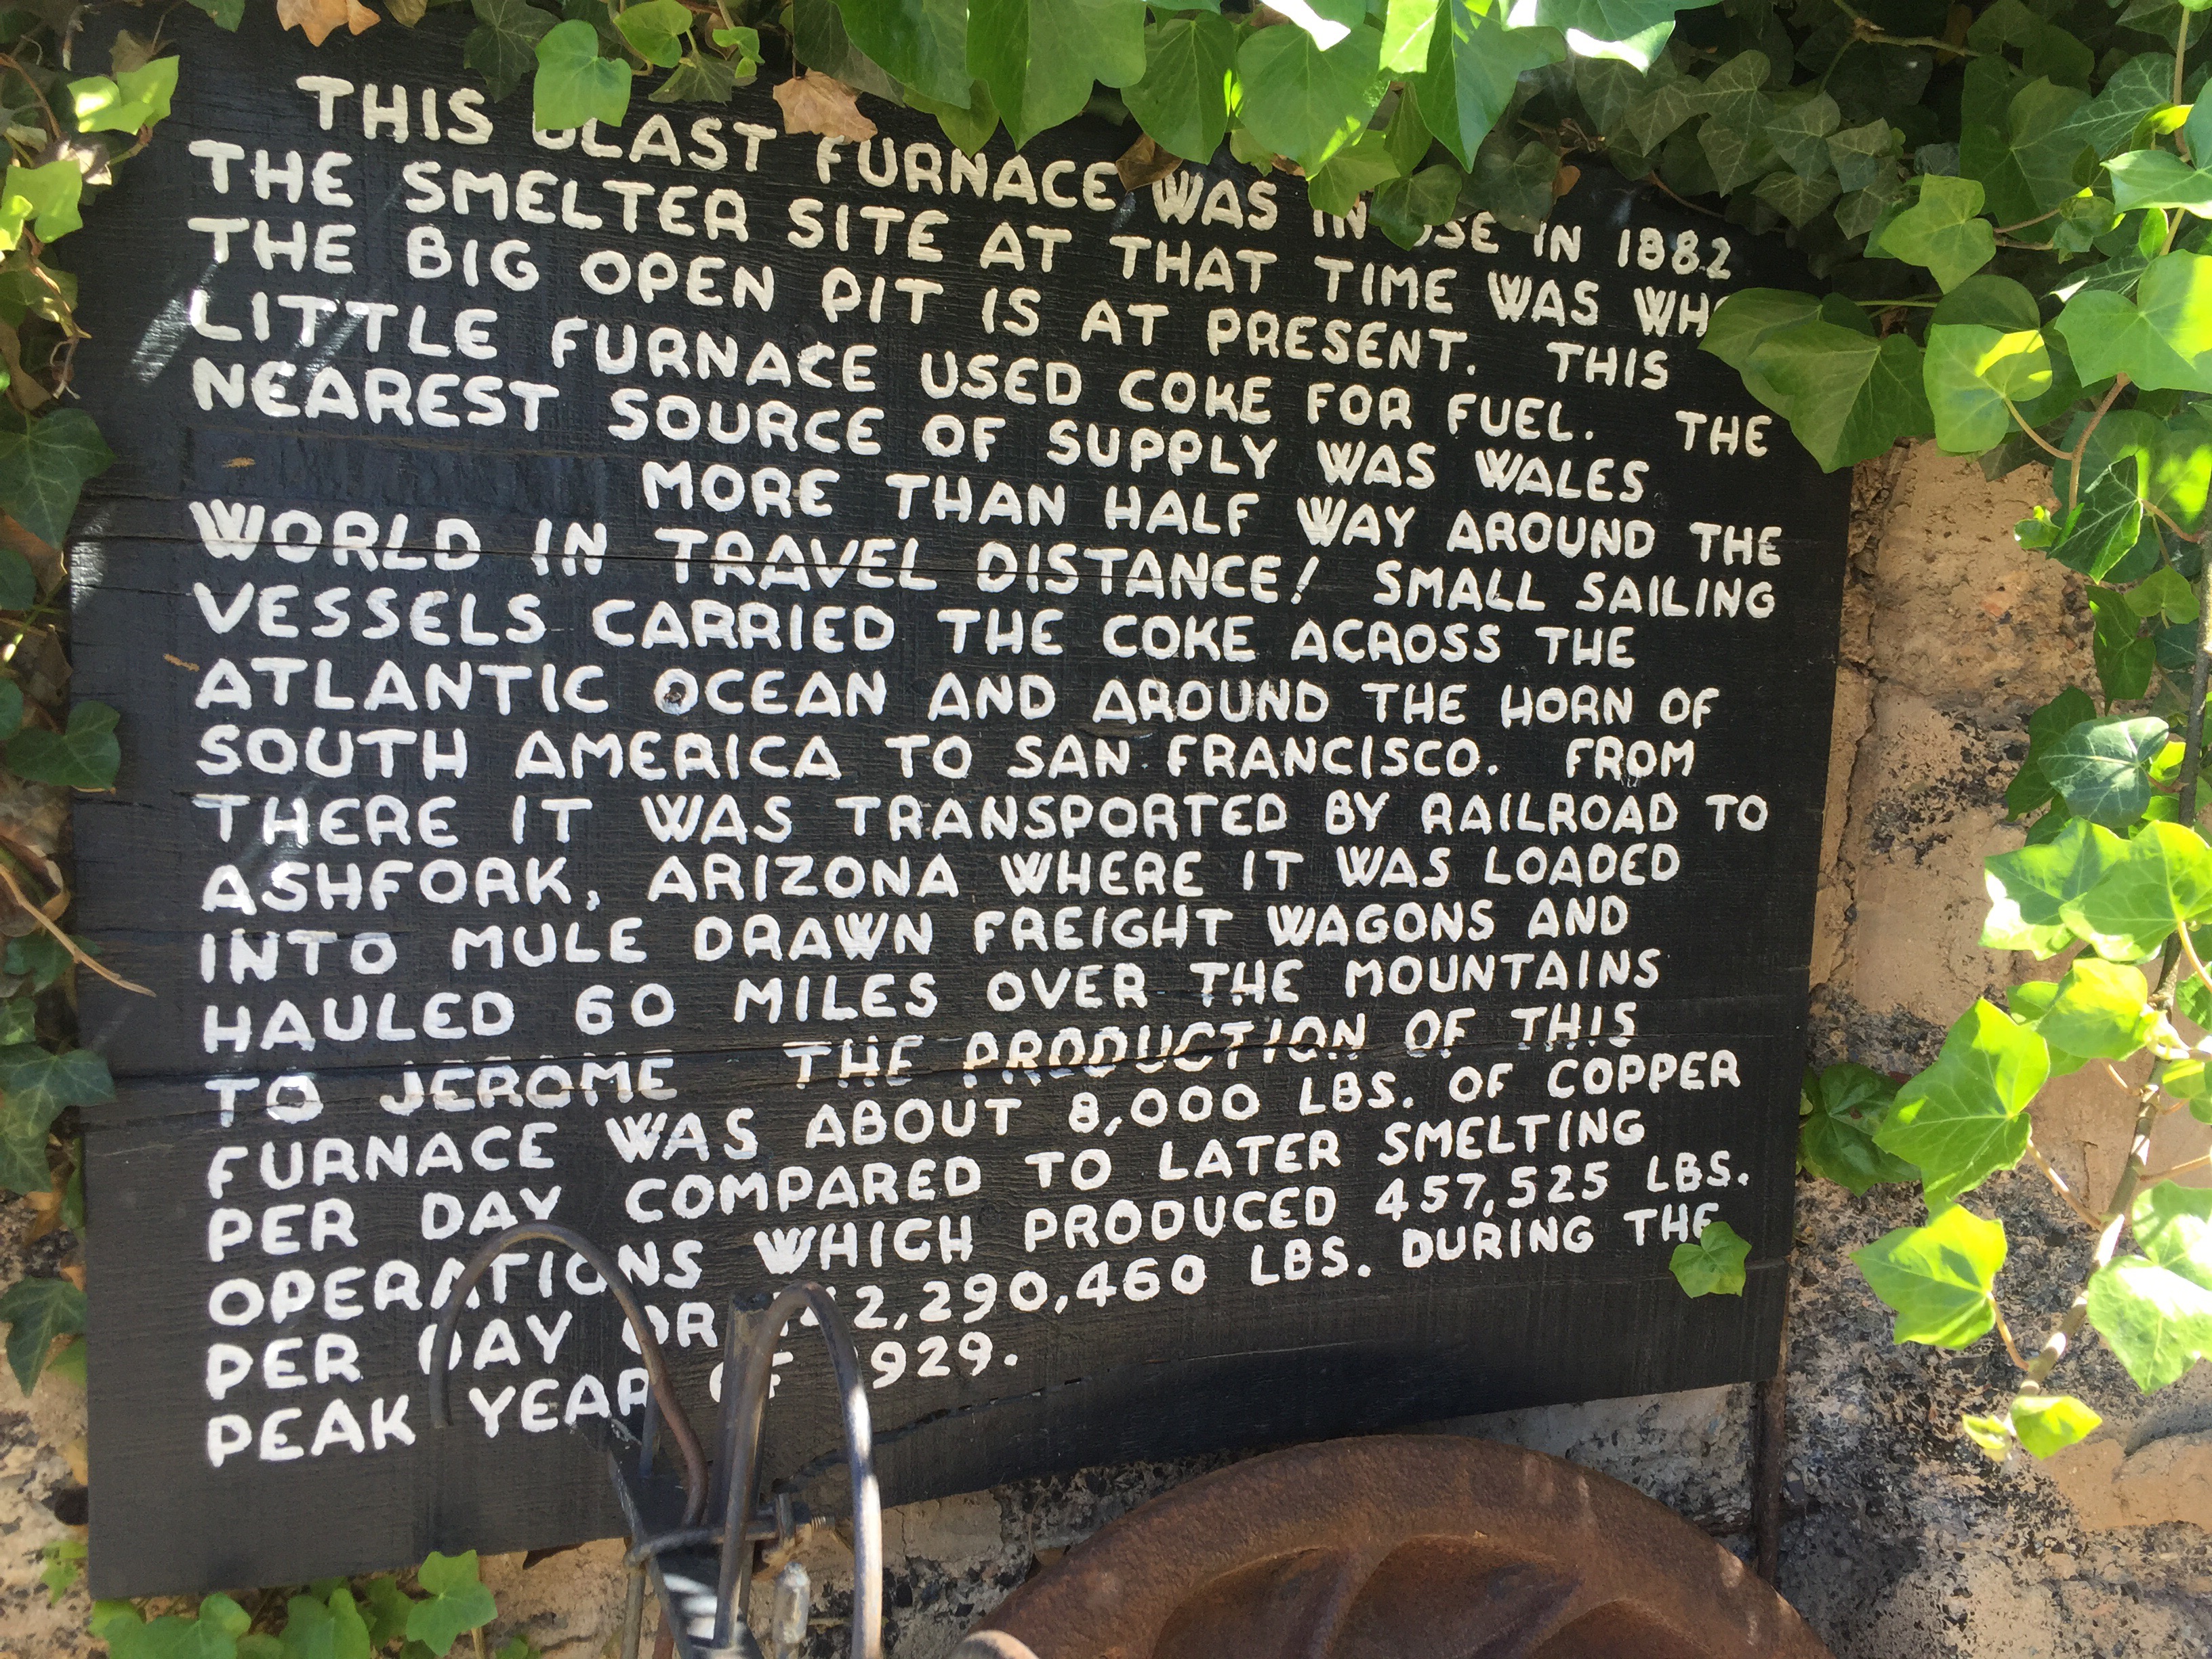 THIS BLAST FURNACE WAS IN USE IN 1882
THE SMELTER SITE AT THAT TIME WAS
THE BIG OPEN PIT IS AT PRESENT. THIS
LITTLE FURNACE USED COKE FOR FUEL. THE
NEAREST SOURCE OF SUPPLY WAS WALES
MORE THAN HALF WAY AROUND THE
WORLD IN TRAVEL DISTANCE! SMALL SAILING
VESSELS CARRIED THE COKE ACROSS THE
ATLANTIC OCEAN AND AROUND THE HORN OF
SOUTH AMERICA TO SAN FRANCISCO. FROM
THERE IT WAS TRANSPORTED BY RAILROAD TO
ASHFORK, ARIZONA WHERE IT WAS LOADED
INTO MULE DRAWN FREIGHT WAGONS AND
HAULED 60 MILES OVER THE MOUNTAINS
TO JEROME THE PRODUCTION OF THIS
FURNACE WAS ABOUT 8,000 LBS. OF COPPER
PER DAY COMPARED TO LATER SMELTING
OPERATIONS WHICH PRODUCED 457,525 LBS.
PER DAY OR LBS. DURING THE
PEAK YEAR OF 1929.